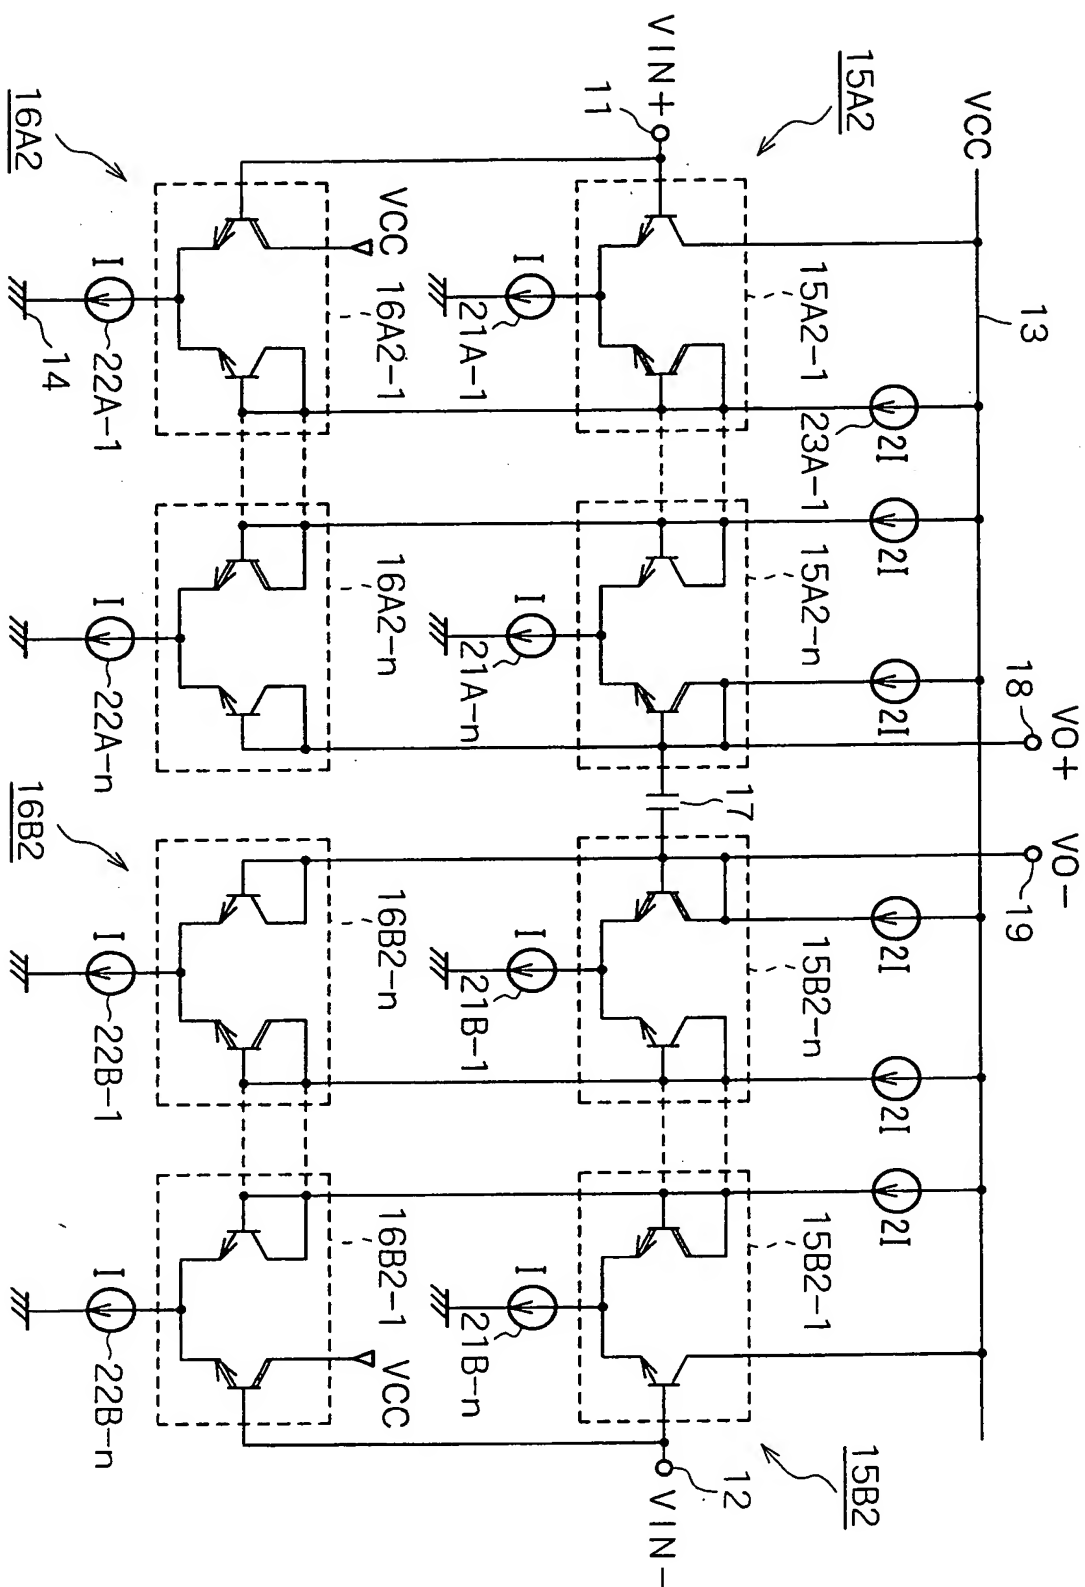 VO+
VO-
18
19
VCC
13
2I
23A-1
2I
2I
2I
2I
2I
15A2
15A2-1
15A2-n
17
15B2-n
15B2-1
15B2
VIN+
11
12
VIN-
I
21A-1
I
21A-n
I
21B-1
I
21B-n
VCC
16A2-1
16A2-n
16B2-n
16B2-1
VCC
16A2
I
22A-1
14
I
22A-n
16B2
I
22B-1
I
22B-n